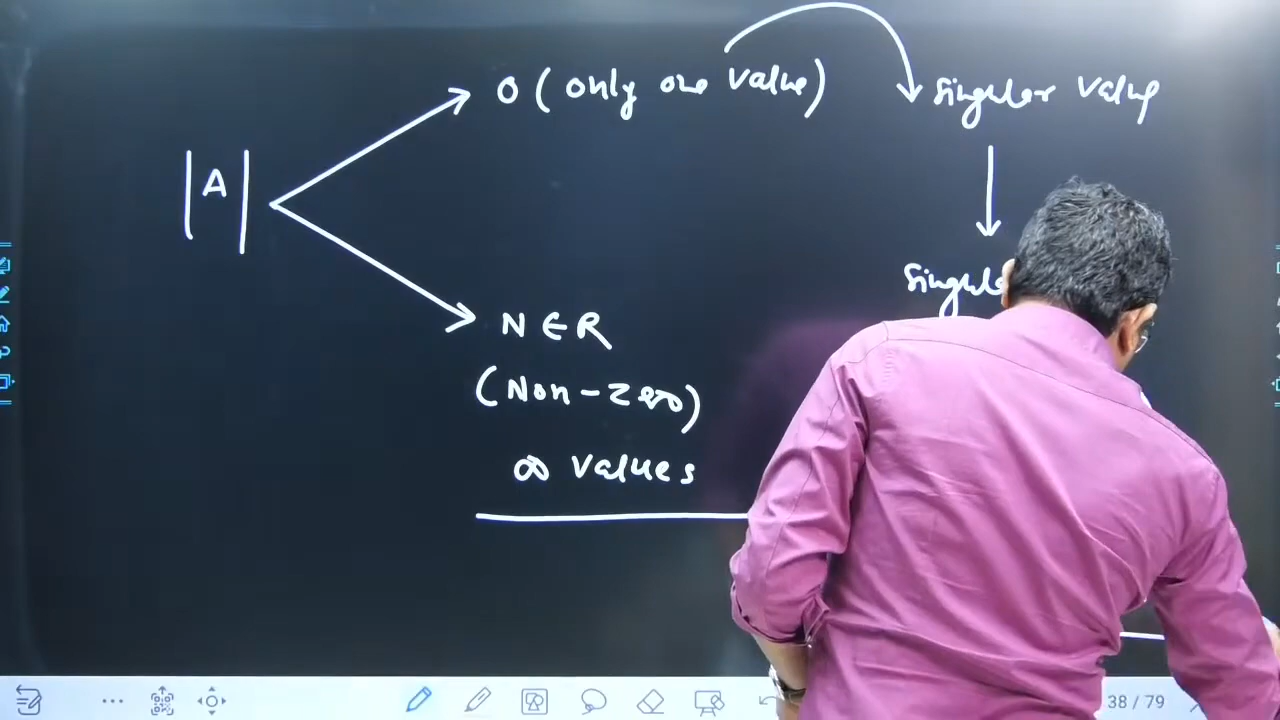 |A|
0 (only one value)
Singular value
N ∈ R
(Non-zero)
∞ values
38 / 79